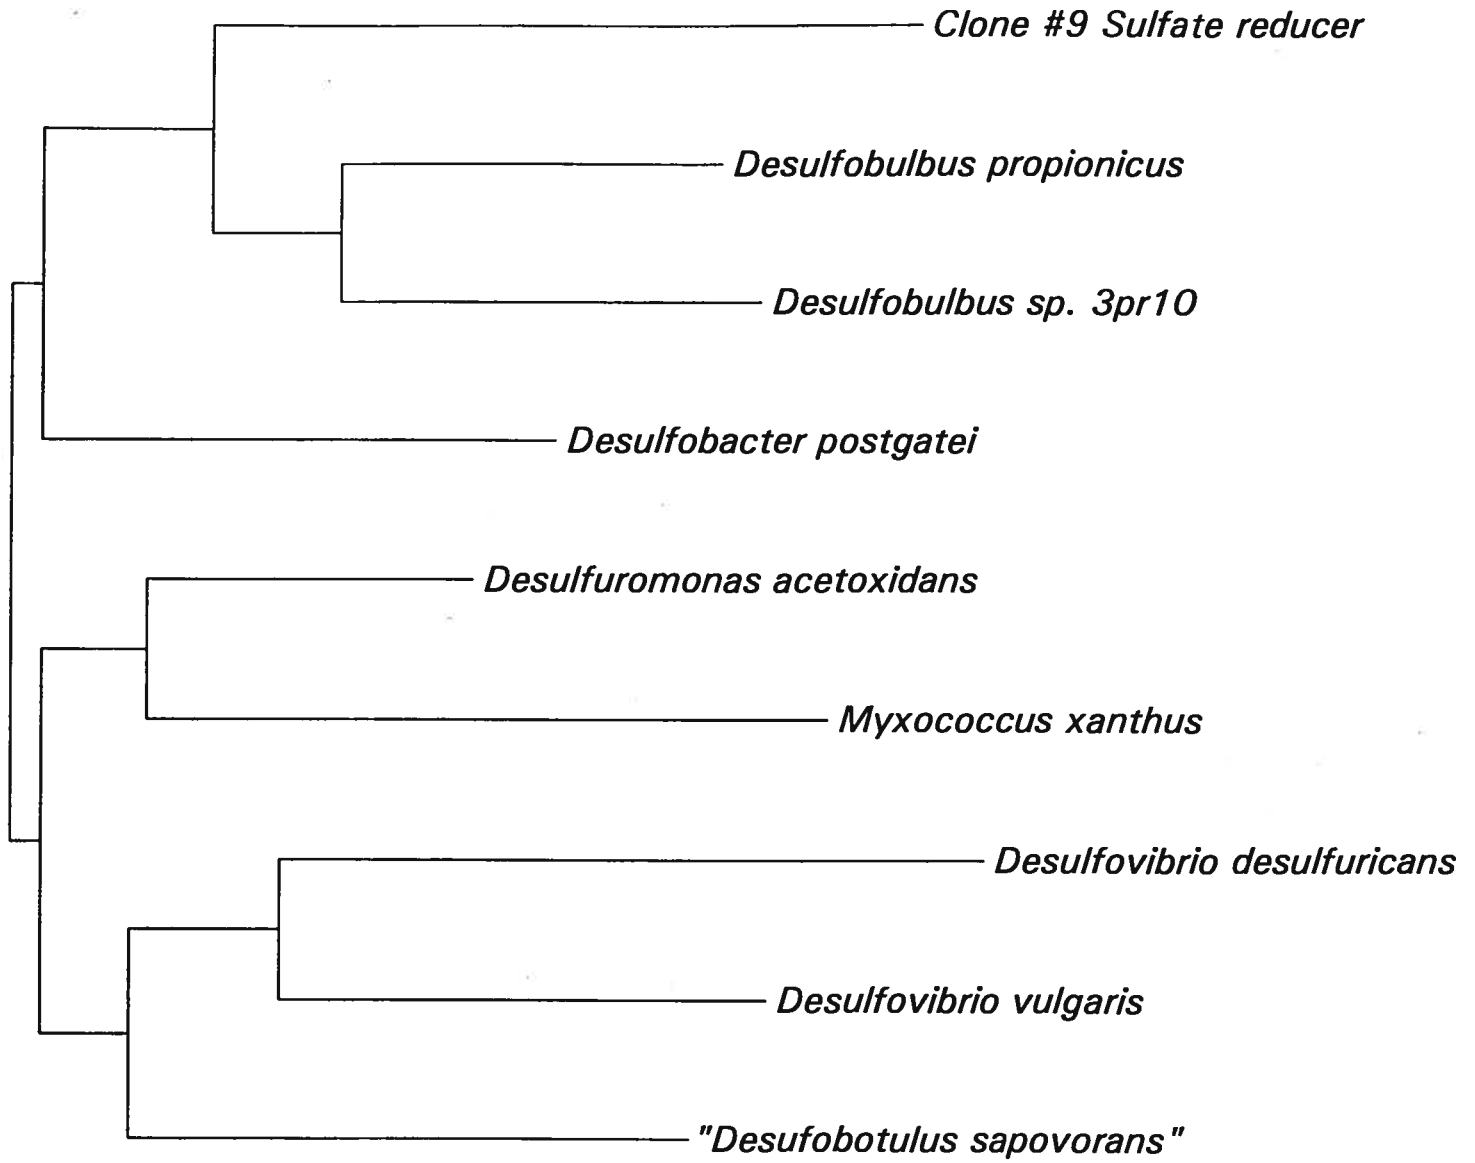 Clone #9 Sulfate reducer
Desulfobulbus propionicus
Desulfobulbus sp. 3pr10
Desulfobacter postgatei
Desulfuromonas acetoxidans
Myxococcus xanthus
Desulfovibrio desulfuricans
Desulfovibrio vulgaris
"Desufobotulus sapovorans"